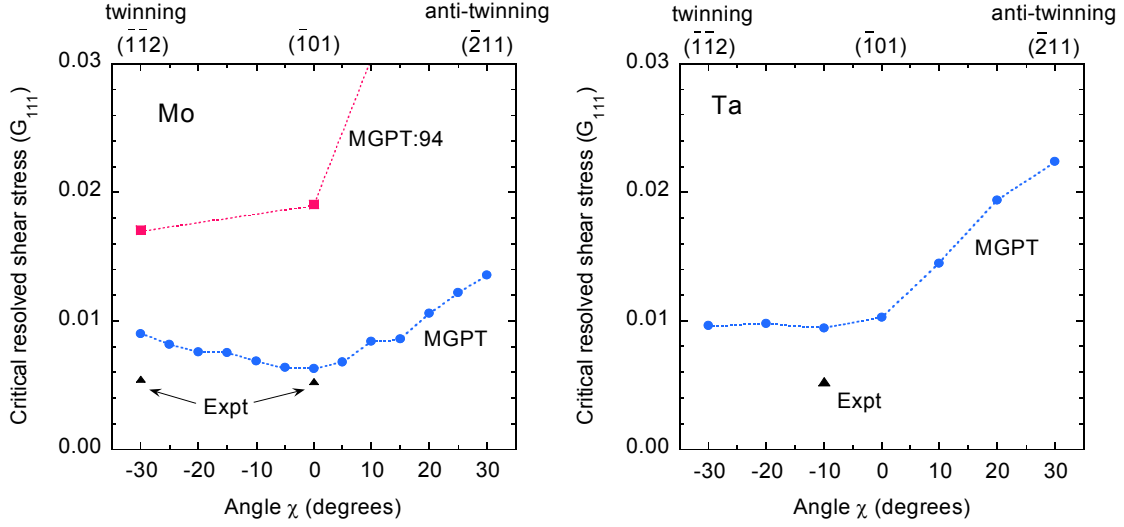 twinning
anti-twinning
(1̅1̅2)
(1̅01)
(2̅11)
0.03
0.02
0.01
0.00
Critical resolved shear stress (G111)
Mo
MGPT:94
MGPT
Expt
-30
-20
-10
0
10
20
30
Angle χ (degrees)
twinning
anti-twinning
(1̅1̅2)
(1̅01)
(2̅11)
0.03
0.02
0.01
0.00
Critical resolved shear stress (G111)
Ta
MGPT
Expt
-30
-20
-10
0
10
20
30
Angle χ (degrees)